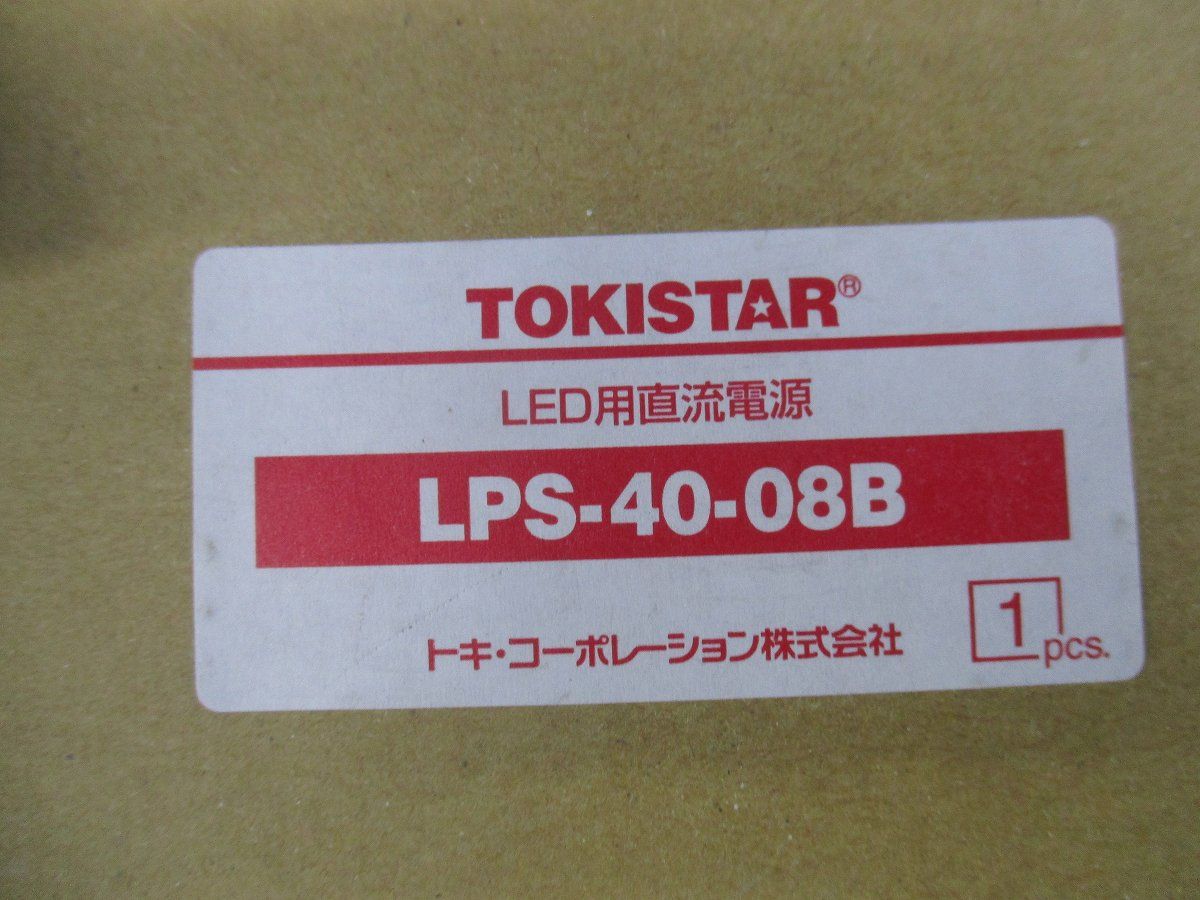 TOKISTAR®
LED用直流電源
LPS-40-08B
トキ・コーポレーション株式会社
1 pcs.